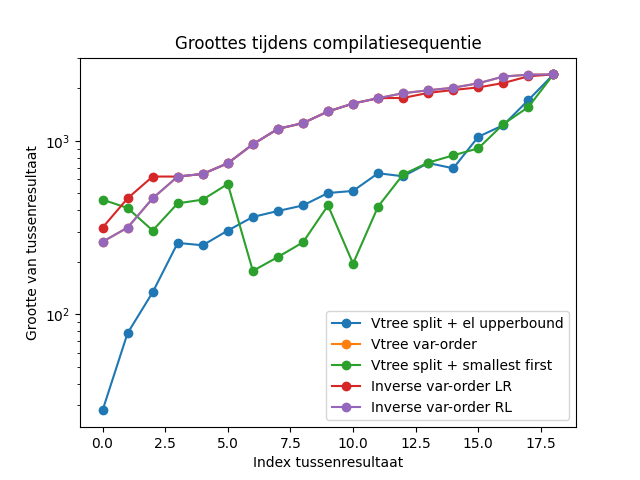 Groottes tijdens compilatiesequentie
Grootte van tussenresultaat
10³
10²
Vtree split + el upperbound
Vtree var-order
Vtree split + smallest first
Inverse var-order LR
Inverse var-order RL
0.0 2.5 5.0 7.5 10.0 12.5 15.0 17.5
Index tussenresultaat